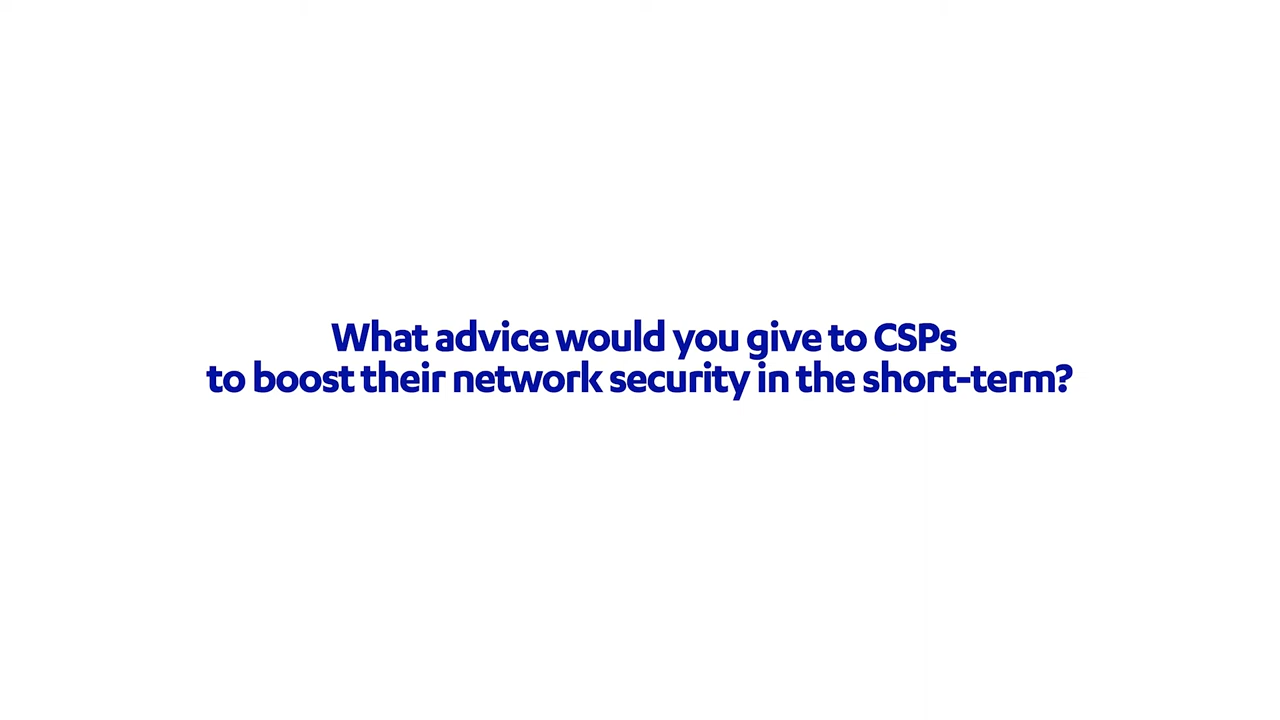 What advice would you give to CSPs
to boost their network security in the short-term?